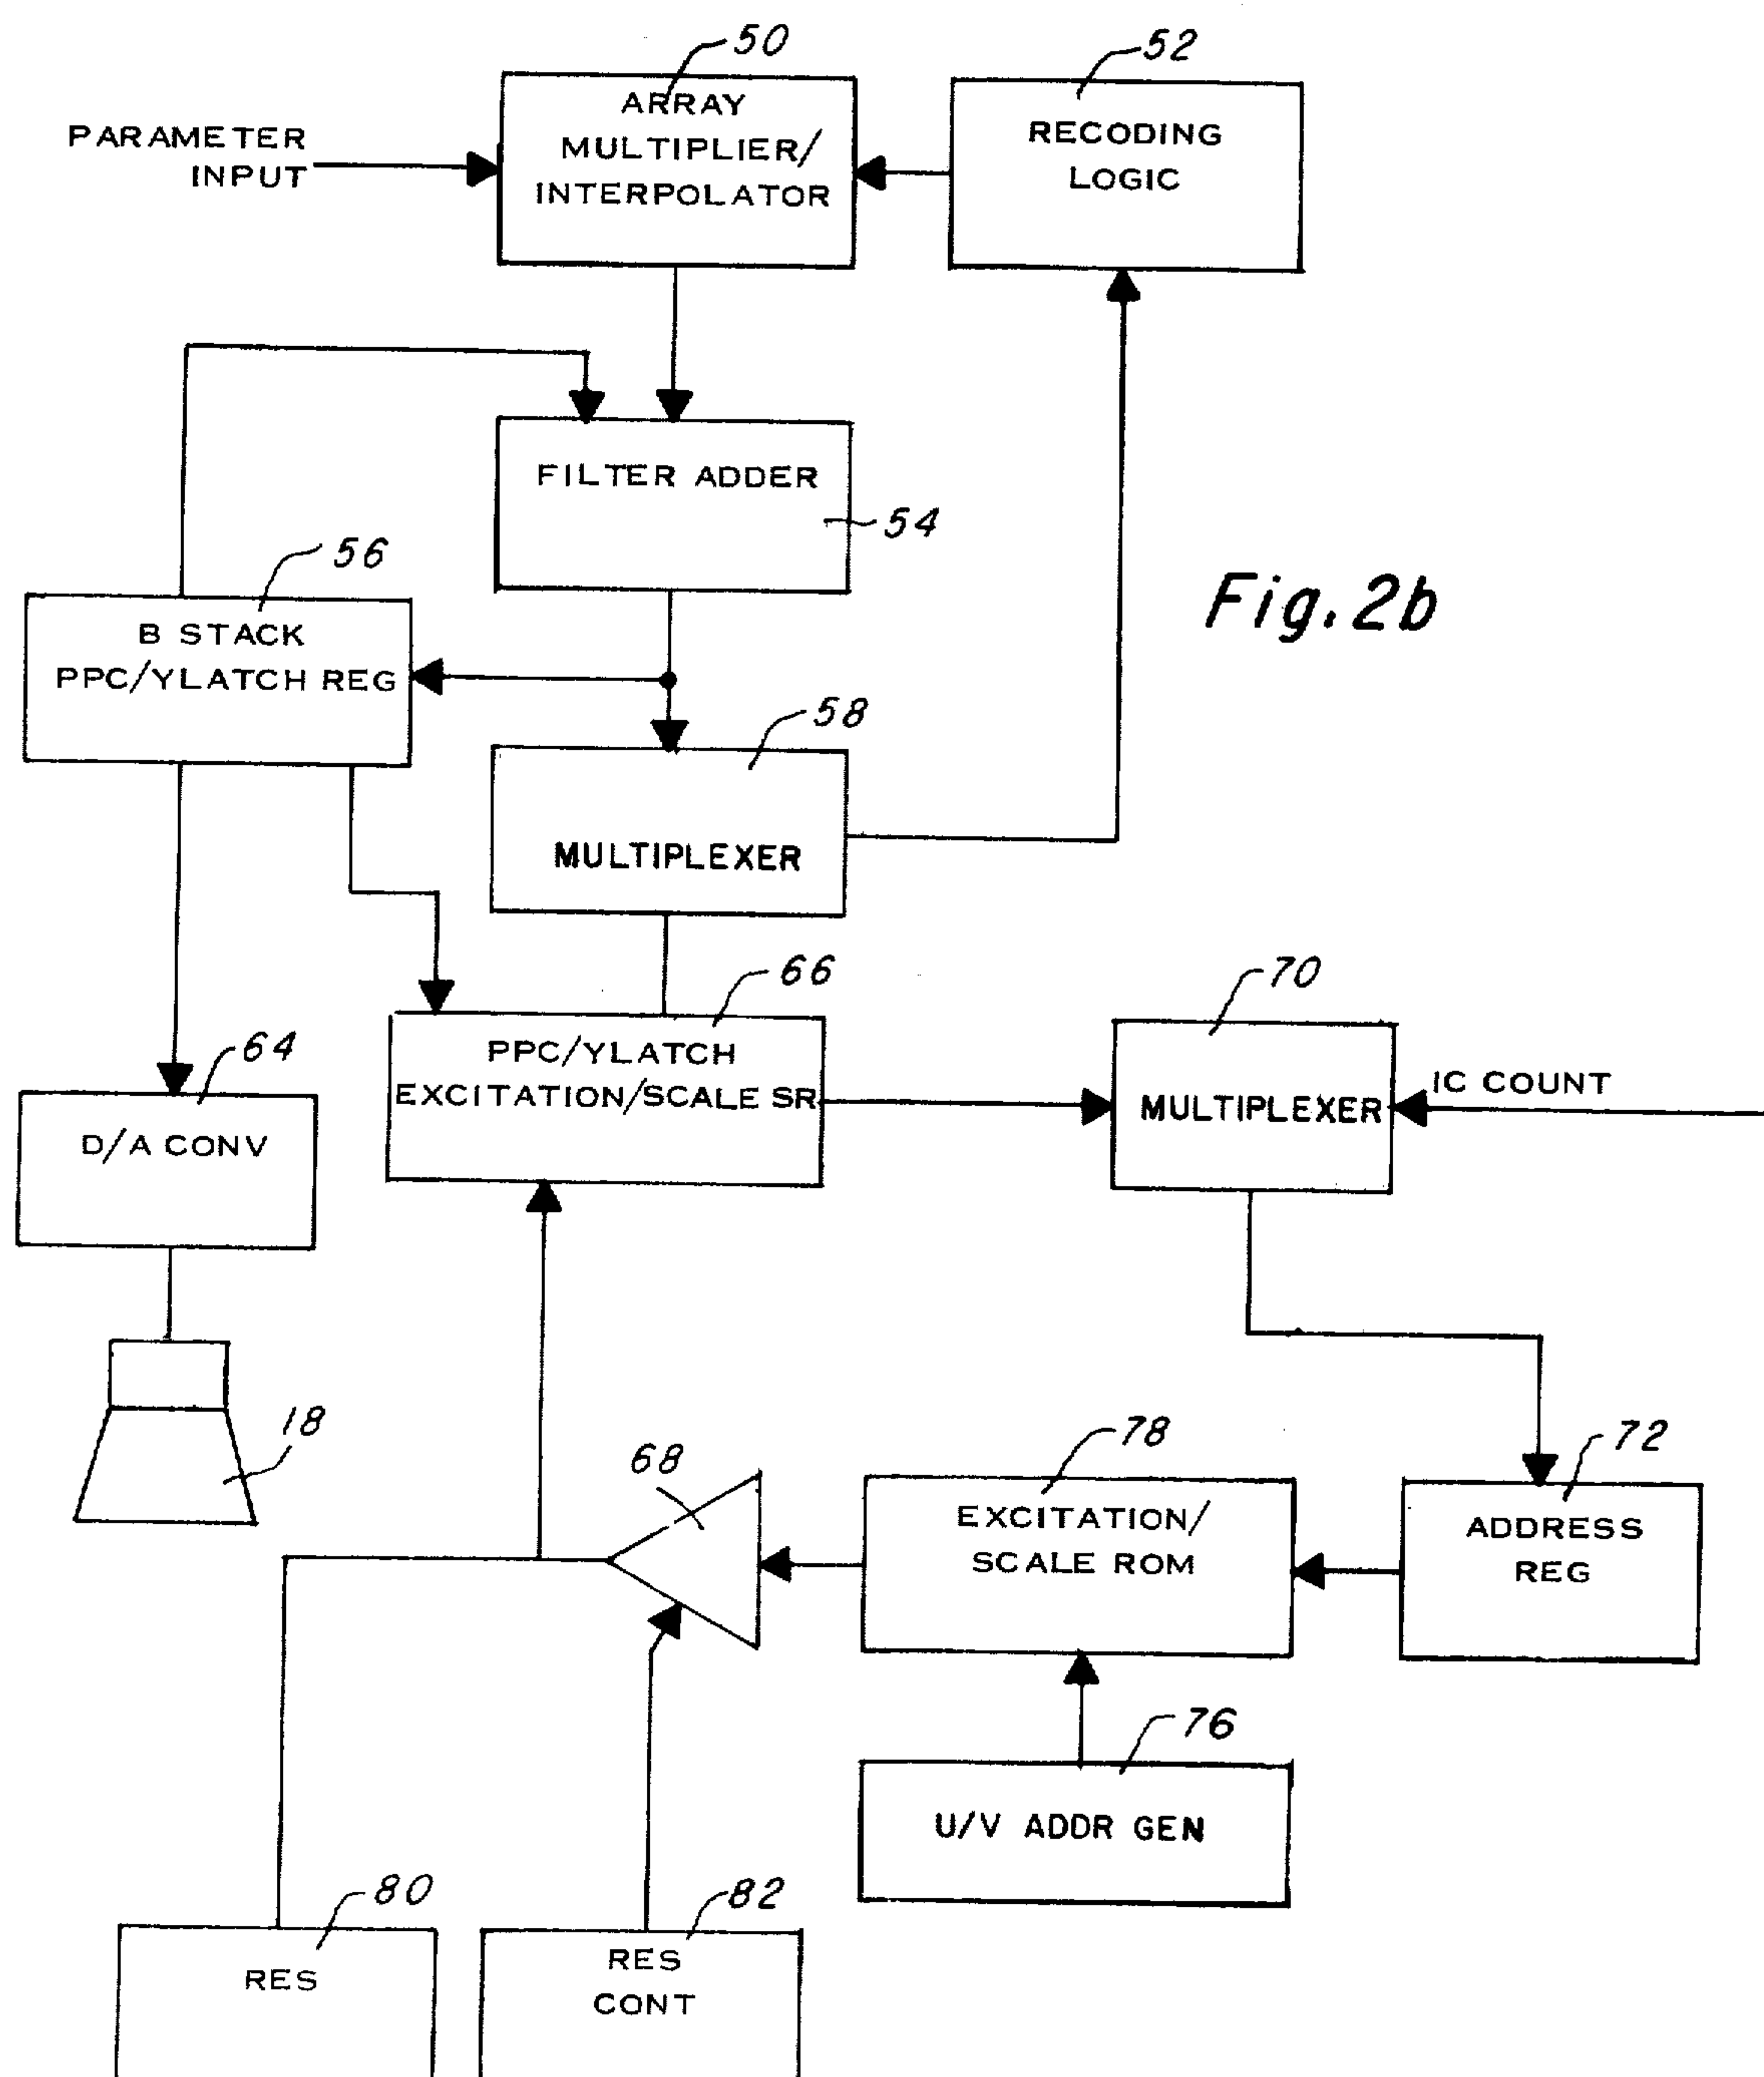 50
52
ARRAY
MULTIPLIER/
INTERPOLATOR
RECODING
LOGIC
PARAMETER
INPUT
FILTER ADDER
54
56
B STACK
PPC/YLATCH REG
Fig. 2b
58
MULTIPLEXER
66
70
64
PPC/YLATCH
EXCITATION/SCALE SR
MULTIPLEXER
IC COUNT
D/A CONV
18
68
78
72
EXCITATION/
SCALE ROM
ADDRESS
REG
76
U/V ADDR GEN
80
82
RES
RES
CONT